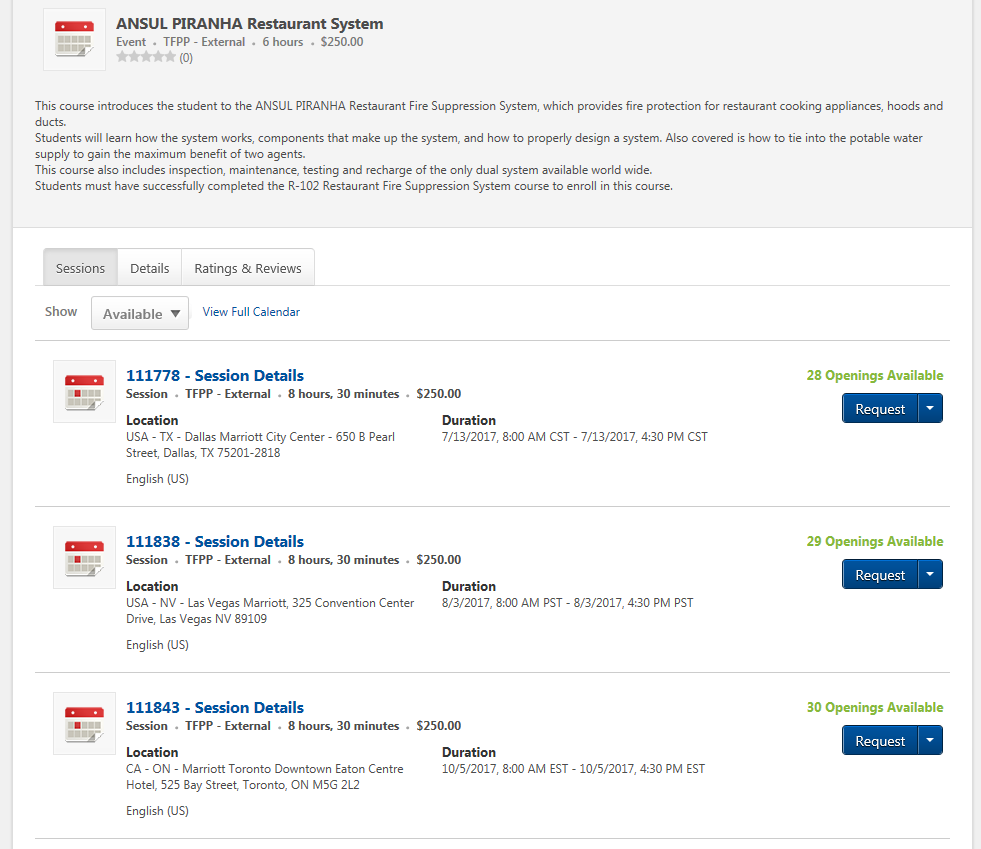 ANSUL PIRANHA Restaurant System
Event • TFPP - External • 6 hours • $250.00
(0)
This course introduces the student to the ANSUL PIRANHA Restaurant Fire Suppression System, which provides fire protection for restaurant cooking appliances, hoods and
ducts.
Students will learn how the system works, components that make up the system, and how to properly design a system. Also covered is how to tie into the potable water
supply to gain the maximum benefit of two agents.
This course also includes inspection, maintenance, testing and recharge of the only dual system available world wide.
Students must have successfully completed the R-102 Restaurant Fire Suppression System course to enroll in this course.
Sessions Details Ratings & Reviews
Show Available View Full Calendar
111778 - Session Details
28 Openings Available
Session • TFPP - External • 8 hours, 30 minutes • $250.00
Request
Location
USA - TX - Dallas Marriott City Center - 650 B Pearl
Street, Dallas, TX 75201-2818
Duration
7/13/2017, 8:00 AM CST - 7/13/2017, 4:30 PM CST
English (US)
111838 - Session Details
29 Openings Available
Session • TFPP - External • 8 hours, 30 minutes • $250.00
Request
Location
USA - NV - Las Vegas Marriott, 325 Convention Center
Drive, Las Vegas NV 89109
Duration
8/3/2017, 8:00 AM PST - 8/3/2017, 4:30 PM PST
English (US)
111843 - Session Details
30 Openings Available
Session • TFPP - External • 8 hours, 30 minutes • $250.00
Request
Location
CA - ON - Marriott Toronto Downtown Eaton Centre
Hotel, 525 Bay Street, Toronto, ON M5G 2L2
Duration
10/5/2017, 8:00 AM EST - 10/5/2017, 4:30 PM EST
English (US)